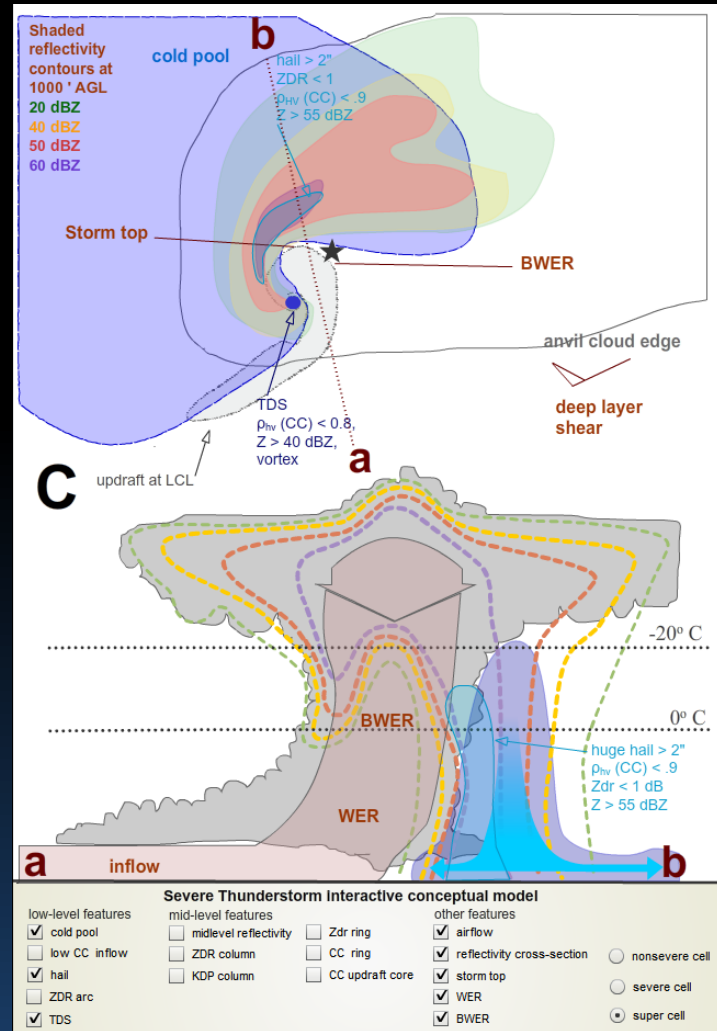 Shaded
reflectivity
contours at
1000 ' AGL
20 dBZ
40 dBZ
50 dBZ
60 dBZ
cold pool
b
hail > 2"
ZDR < 1
ρHV (CC) < .9
Z > 55 dBZ
Storm top
BWER
anvil cloud edge
deep layer
shear
TDS
ρhv (CC) < 0.8,
Z > 40 dBZ,
vortex
a
updraft at LCL
C
-20° C
0° C
BWER
huge hail > 2"
ρhv (CC) < .9
Zdr < 1 dB
Z > 55 dBZ
WER
a
inflow
b
Severe Thunderstorm interactive conceptual model
low-level features
cold pool
low CC inflow
hail
ZDR arc
TDS
mid-level features
midlevel reflectivity
ZDR column
KDP column
Zdr ring
CC ring
CC updraft core
other features
airflow
reflectivity cross-section
storm top
WER
BWER
nonsevere cell
severe cell
super cell